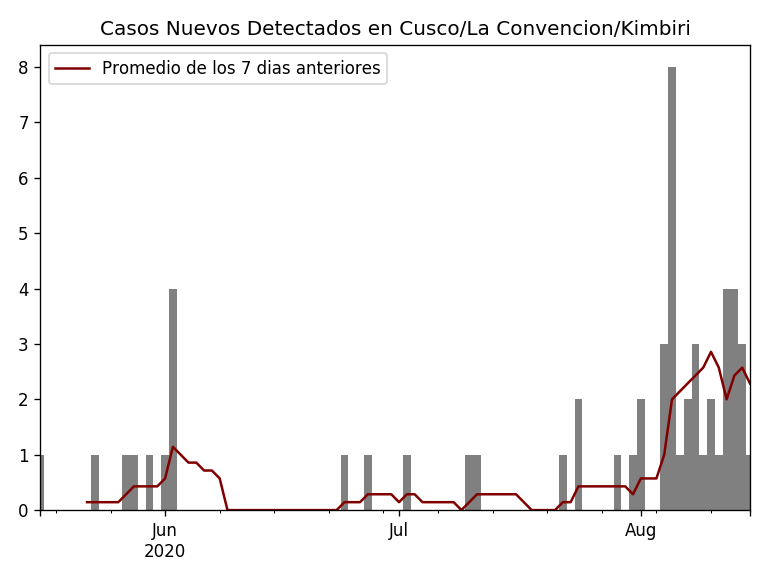 Casos Nuevos Detectados en Cusco/La Convencion/Kimbiri
Promedio de los 7 dias anteriores
8
7
6
5
4
3
2
1
0
Jun
2020
Jul
Aug